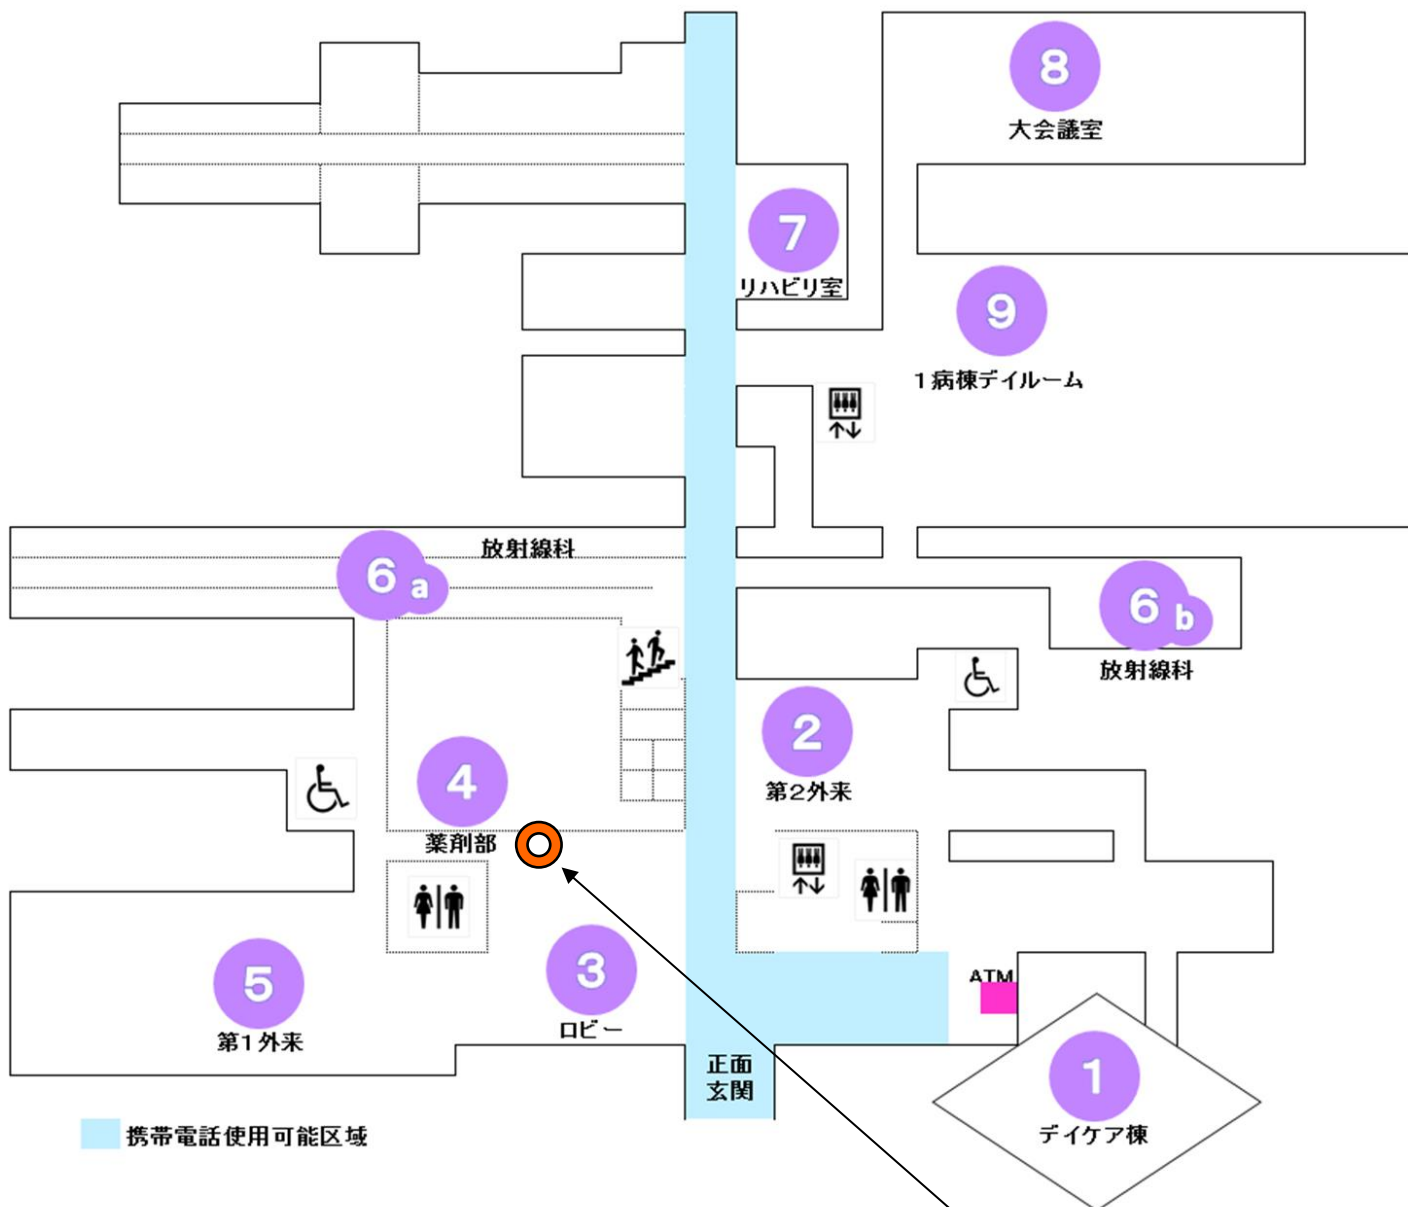 8
大会議室
7
リハビリ室
9
1病棟デイルーム
放射線科
6 a
6 b
放射線科
2
第2外来
4
薬剤部
3
ロビー
5
第1外来
ATM
正面
玄関
1
デイケア棟
携帯電話使用可能区域